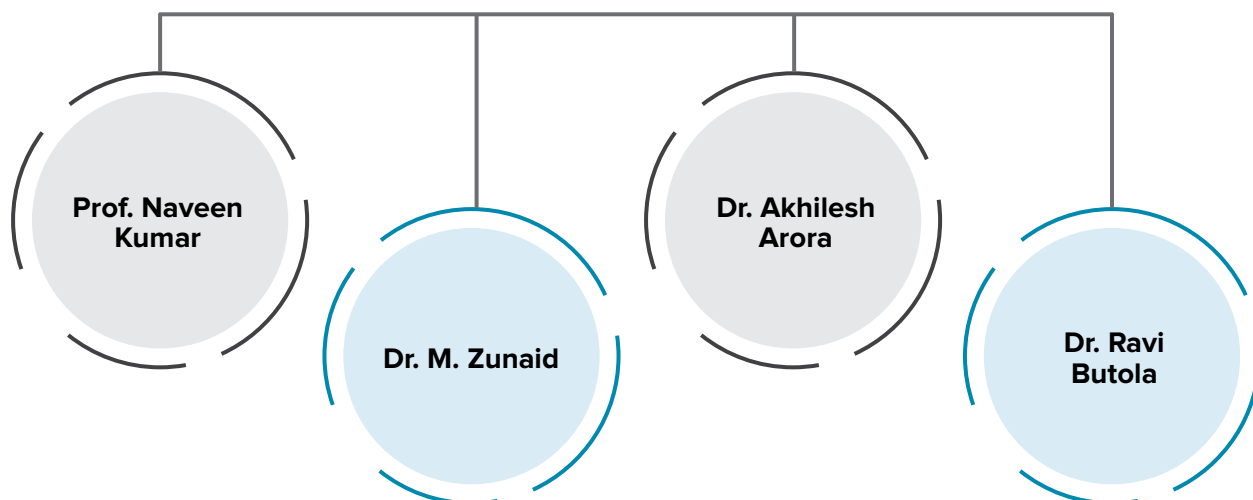 Prof. Naveen
Kumar
Dr. M. Zunaid
Dr. Akhilesh
Arora
Dr. Ravi
Butola